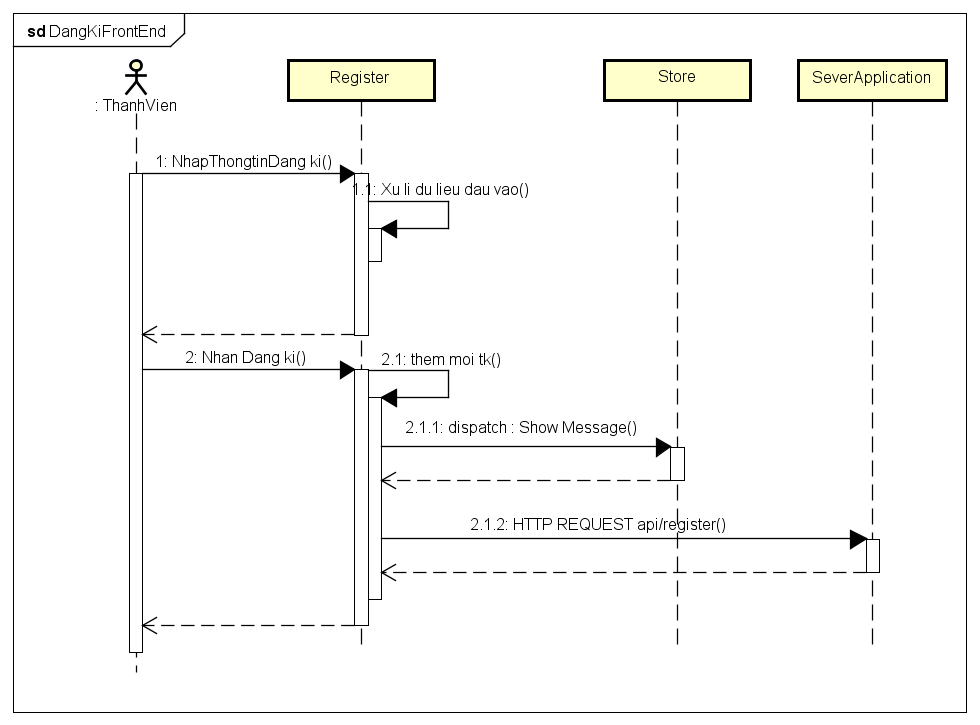 sd DangKiFrontEnd
: ThanhVien
Register
Store
SeverApplication
1: NhapThongtinDang ki()
1.1: Xu li du lieu dau vao()
2: Nhan Dang ki()
2.1: them moi tk()
2.1.1: dispatch : Show Message()
2.1.2: HTTP REQUEST api/register()